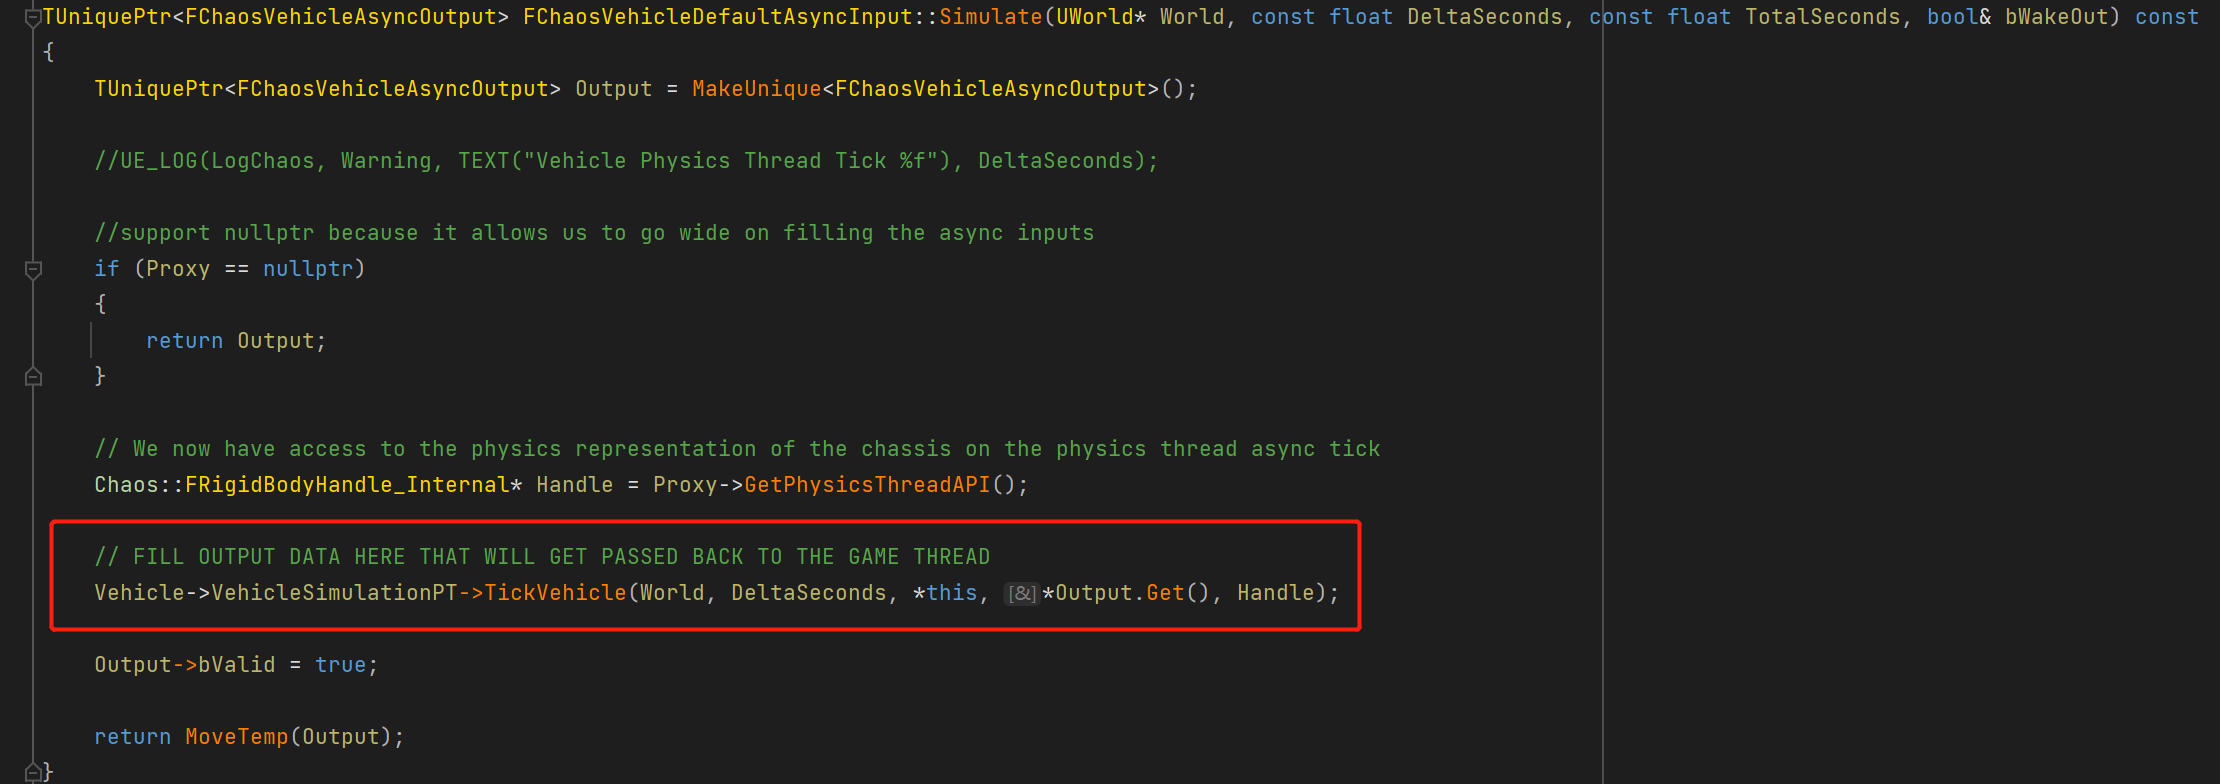 TUniquePtr<FChaosVehicleAsyncOutput> FChaosVehicleDefaultAsyncInput::Simulate(UWorld* World, const float DeltaSeconds, const float TotalSeconds, bool& bWakeOut) const
{
TUniquePtr<FChaosVehicleAsyncOutput> Output = MakeUnique<FChaosVehicleAsyncOutput>();
//UE_LOG(LogChaos, Warning, TEXT("Vehicle Physics Thread Tick %f"), DeltaSeconds);
//support nullptr because it allows us to go wide on filling the async inputs
if (Proxy == nullptr)
{
return Output;
}
// We now have access to the physics representation of the chassis on the physics thread async tick
Chaos::FRigidBodyHandle_Internal* Handle = Proxy->GetPhysicsThreadAPI();
// FILL OUTPUT DATA HERE THAT WILL GET PASSED BACK TO THE GAME THREAD
Vehicle->VehicleSimulationPT->TickVehicle(World, DeltaSeconds, *this, [&]*Output.Get(), Handle);
Output->bValid = true;
return MoveTemp(Output);
}